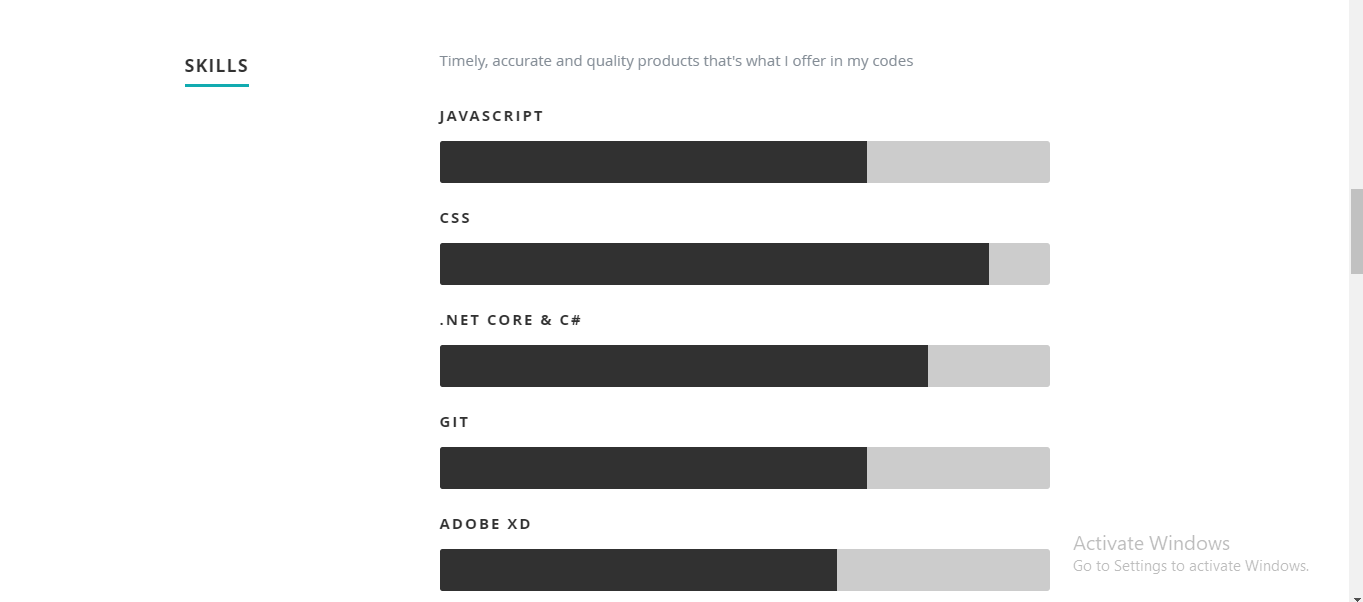 SKILLS
Timely, accurate and quality products that's what I offer in my codes
JAVASCRIPT
CSS
.NET CORE & C#
GIT
ADOBE XD
Activate Windows
Go to Settings to activate Windows.